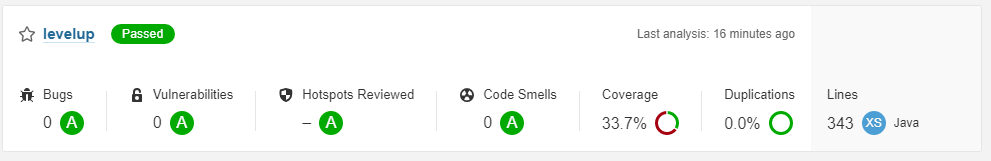 levelup Passed Last analysis: 16 minutes ago
Bugs Vulnerabilities Hotspots Reviewed Code Smells Coverage Duplications Lines
0 A 0 A – A 0 A 33.7% 0.0% 343 XS Java